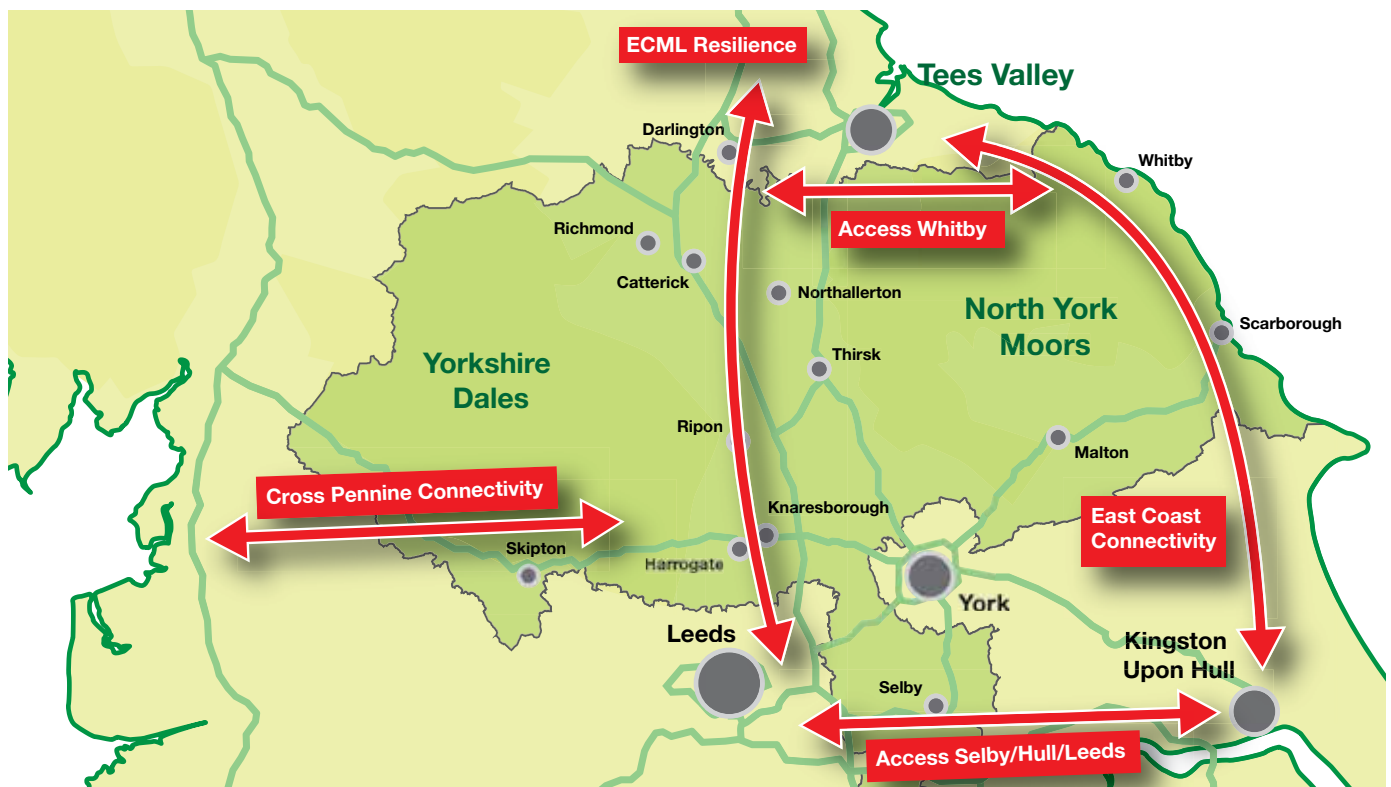 ECML Resilience
Tees Valley
Darlington
Whitby
Richmond
Access Whitby
Catterick
Northallerton
North York
Moors
Scarborough
Yorkshire
Dales
Thirsk
Ripon
Malton
Cross Pennine Connectivity
Knaresborough
East Coast
Connectivity
Skipton
Harrogate
York
Leeds
Kingston
Upon Hull
Selby
Access Selby/Hull/Leeds